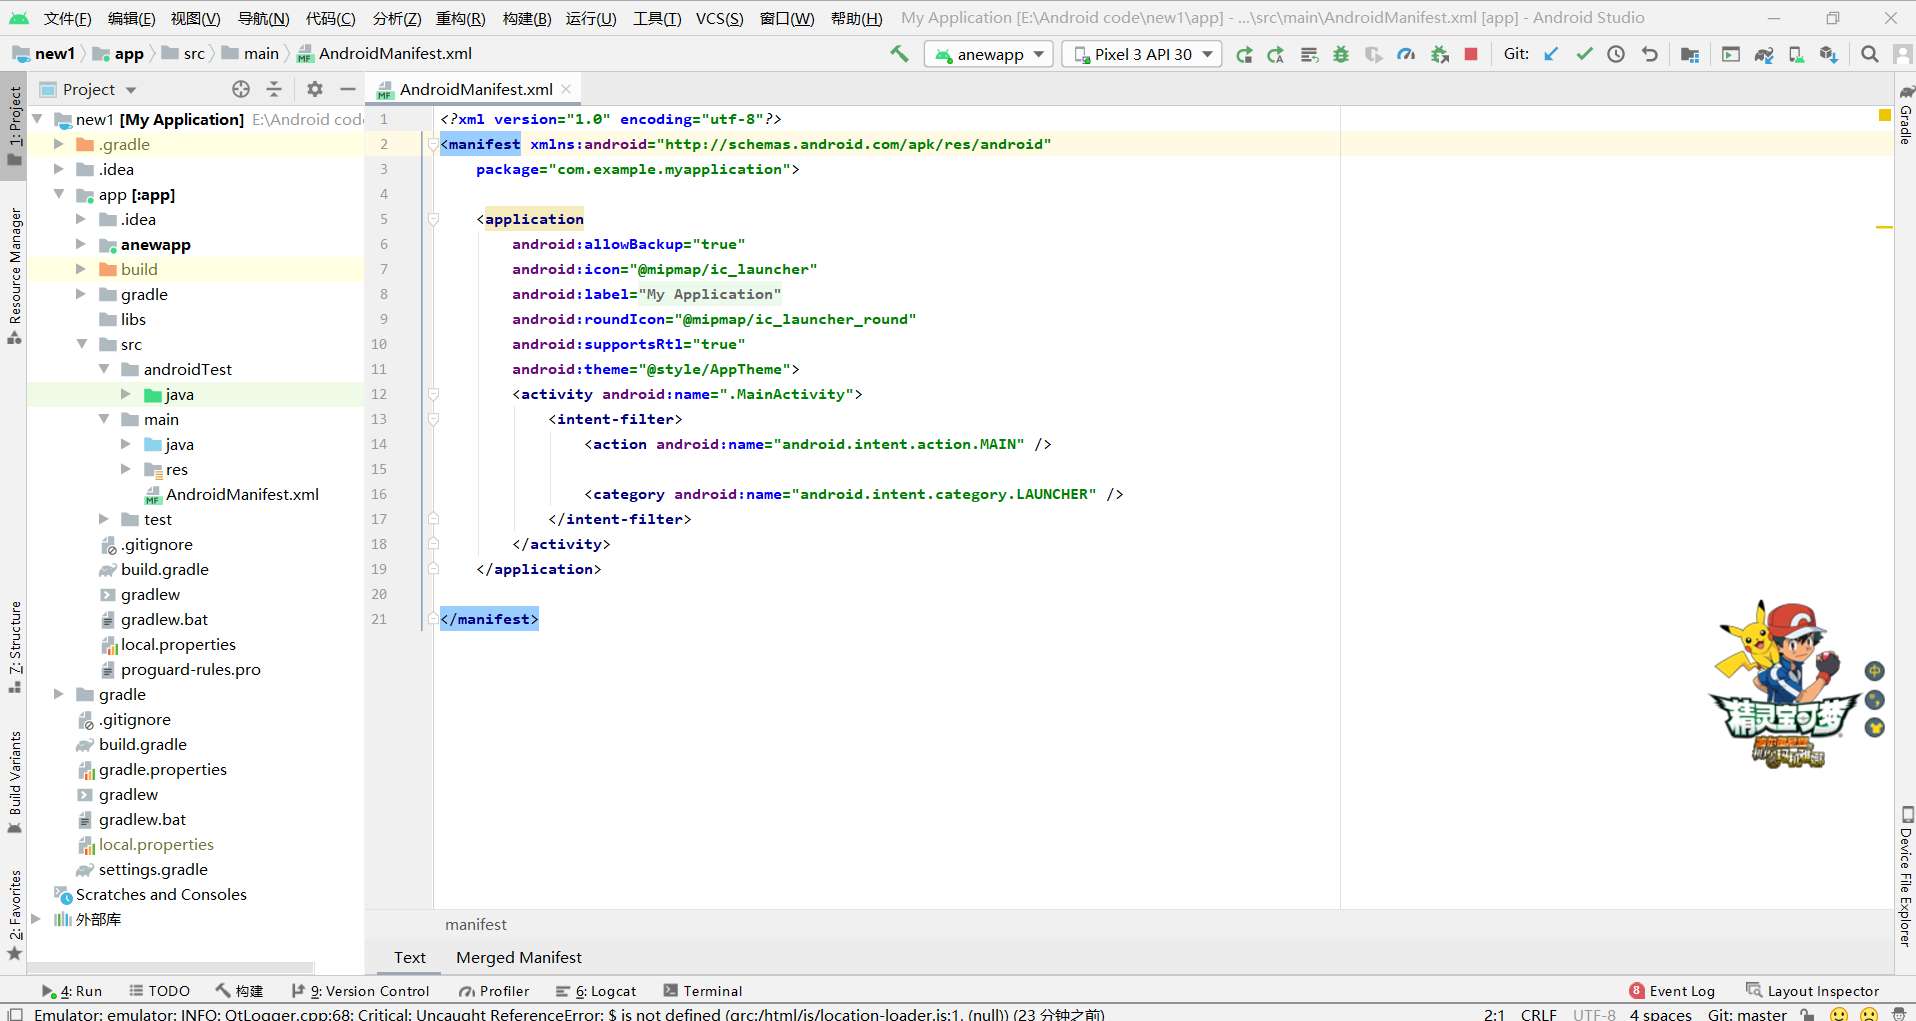 文件(F) 编辑(E) 视图(V) 导航(N) 代码(C) 分析(Z) 重构(R) 构建(B) 运行(U) 工具(T) VCS(S) 窗口(W) 帮助(H) My Application [E:\Android code\new1\app] - ...\src\main\AndroidManifest.xml [app] - Android Studio
new1 app src main AndroidManifest.xml anewapp Pixel 3 API 30 Git:
Project AndroidManifest.xml
1: Project
Resource Manager
7: Structure
Build Variants
2: Favorites
new1 [My Application] E:\Android code
.gradle
.idea
app [:app]
.idea
anewapp
build
gradle
libs
src
androidTest
java
main
java
res
AndroidManifest.xml
test
.gitignore
build.gradle
gradlew
gradlew.bat
local.properties
proguard-rules.pro
gradle
.gitignore
build.gradle
gradle.properties
gradlew
gradlew.bat
local.properties
settings.gradle
Scratches and Consoles
外部库
1 <?xml version="1.0" encoding="utf-8"?>
2 <manifest xmlns:android="http://schemas.android.com/apk/res/android"
3 package="com.example.myapplication">
4
5 <application
6 android:allowBackup="true"
7 android:icon="@mipmap/ic_launcher"
8 android:label="My Application"
9 android:roundIcon="@mipmap/ic_launcher_round"
10 android:supportsRtl="true"
11 android:theme="@style/AppTheme">
12 <activity android:name=".MainActivity">
13 <intent-filter>
14 <action android:name="android.intent.action.MAIN" />
15
16 <category android:name="android.intent.category.LAUNCHER" />
17 </intent-filter>
18 </activity>
19 </application>
20
21 </manifest>
精灵宝可梦
中
Gradle
Device File Explorer
manifest
Text Merged Manifest
4: Run TODO 构建 9: Version Control Profiler 6: Logcat Terminal 8 Event Log Layout Inspector
Emulator: emulator: INFO: QtLogger.cpp:68: Critical: Uncaught ReferenceError: $ is not defined (qrc:/html/js/location-loader.js:1, (null)) (23 分钟之前) 2:1 CRLF UTF-8 4 spaces Git: master